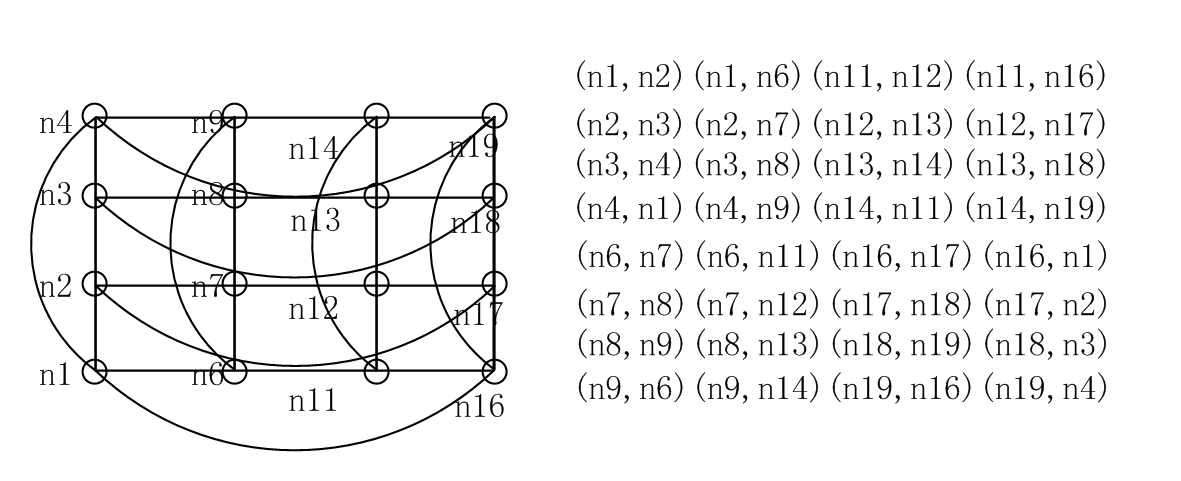 n4 n9 n14 n19
n3 n8 n13 n18
n2 n7 n12 n17
n1 n6 n11 n16
(n1, n2) (n1, n6) (n11, n12) (n11, n16)
(n2, n3) (n2, n7) (n12, n13) (n12, n17)
(n3, n4) (n3, n8) (n13, n14) (n13, n18)
(n4, n1) (n4, n9) (n14, n11) (n14, n19)
(n6, n7) (n6, n11) (n16, n17) (n16, n1)
(n7, n8) (n7, n12) (n17, n18) (n17, n2)
(n8, n9) (n8, n13) (n18, n19) (n18, n3)
(n9, n6) (n9, n14) (n19, n16) (n19, n4)